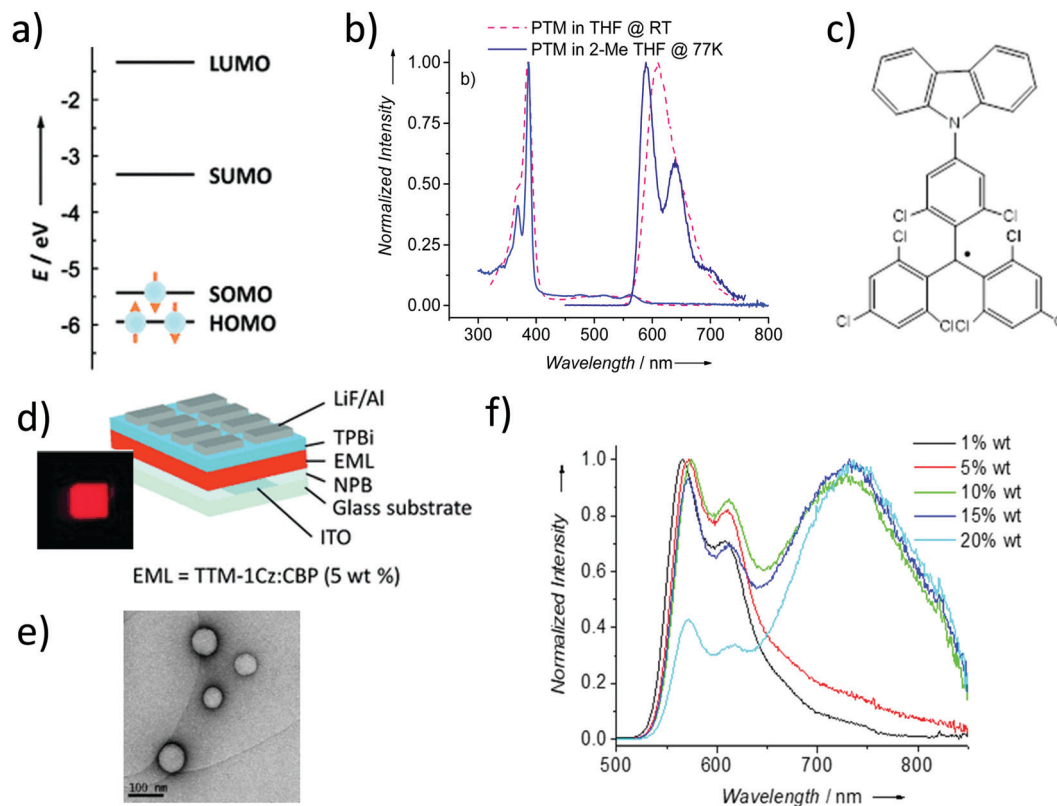 a)
E / eV
-2
-3
-4
-5
-6
LUMO
SUMO
SOMO
HOMO
b)
PTM in THF @ RT
PTM in 2-Me THF @ 77K
b)
Normalized Intensity
1.00
0.75
0.50
0.25
0.00
300 400 500 600 700 800
Wavelength / nm
c)
N
Cl Cl
Cl Cl
Cl Cl Cl Cl
d)
LiF/Al
TPBi
EML
NPB
Glass substrate
ITO
EML = TTM-1Cz:CBP (5 wt %)
e)
100 nm
f)
1% wt
5% wt
10% wt
15% wt
20% wt
Normalized Intensity
1.0
0.8
0.6
0.4
0.2
0.0
500 600 700 800
Wavelength / nm